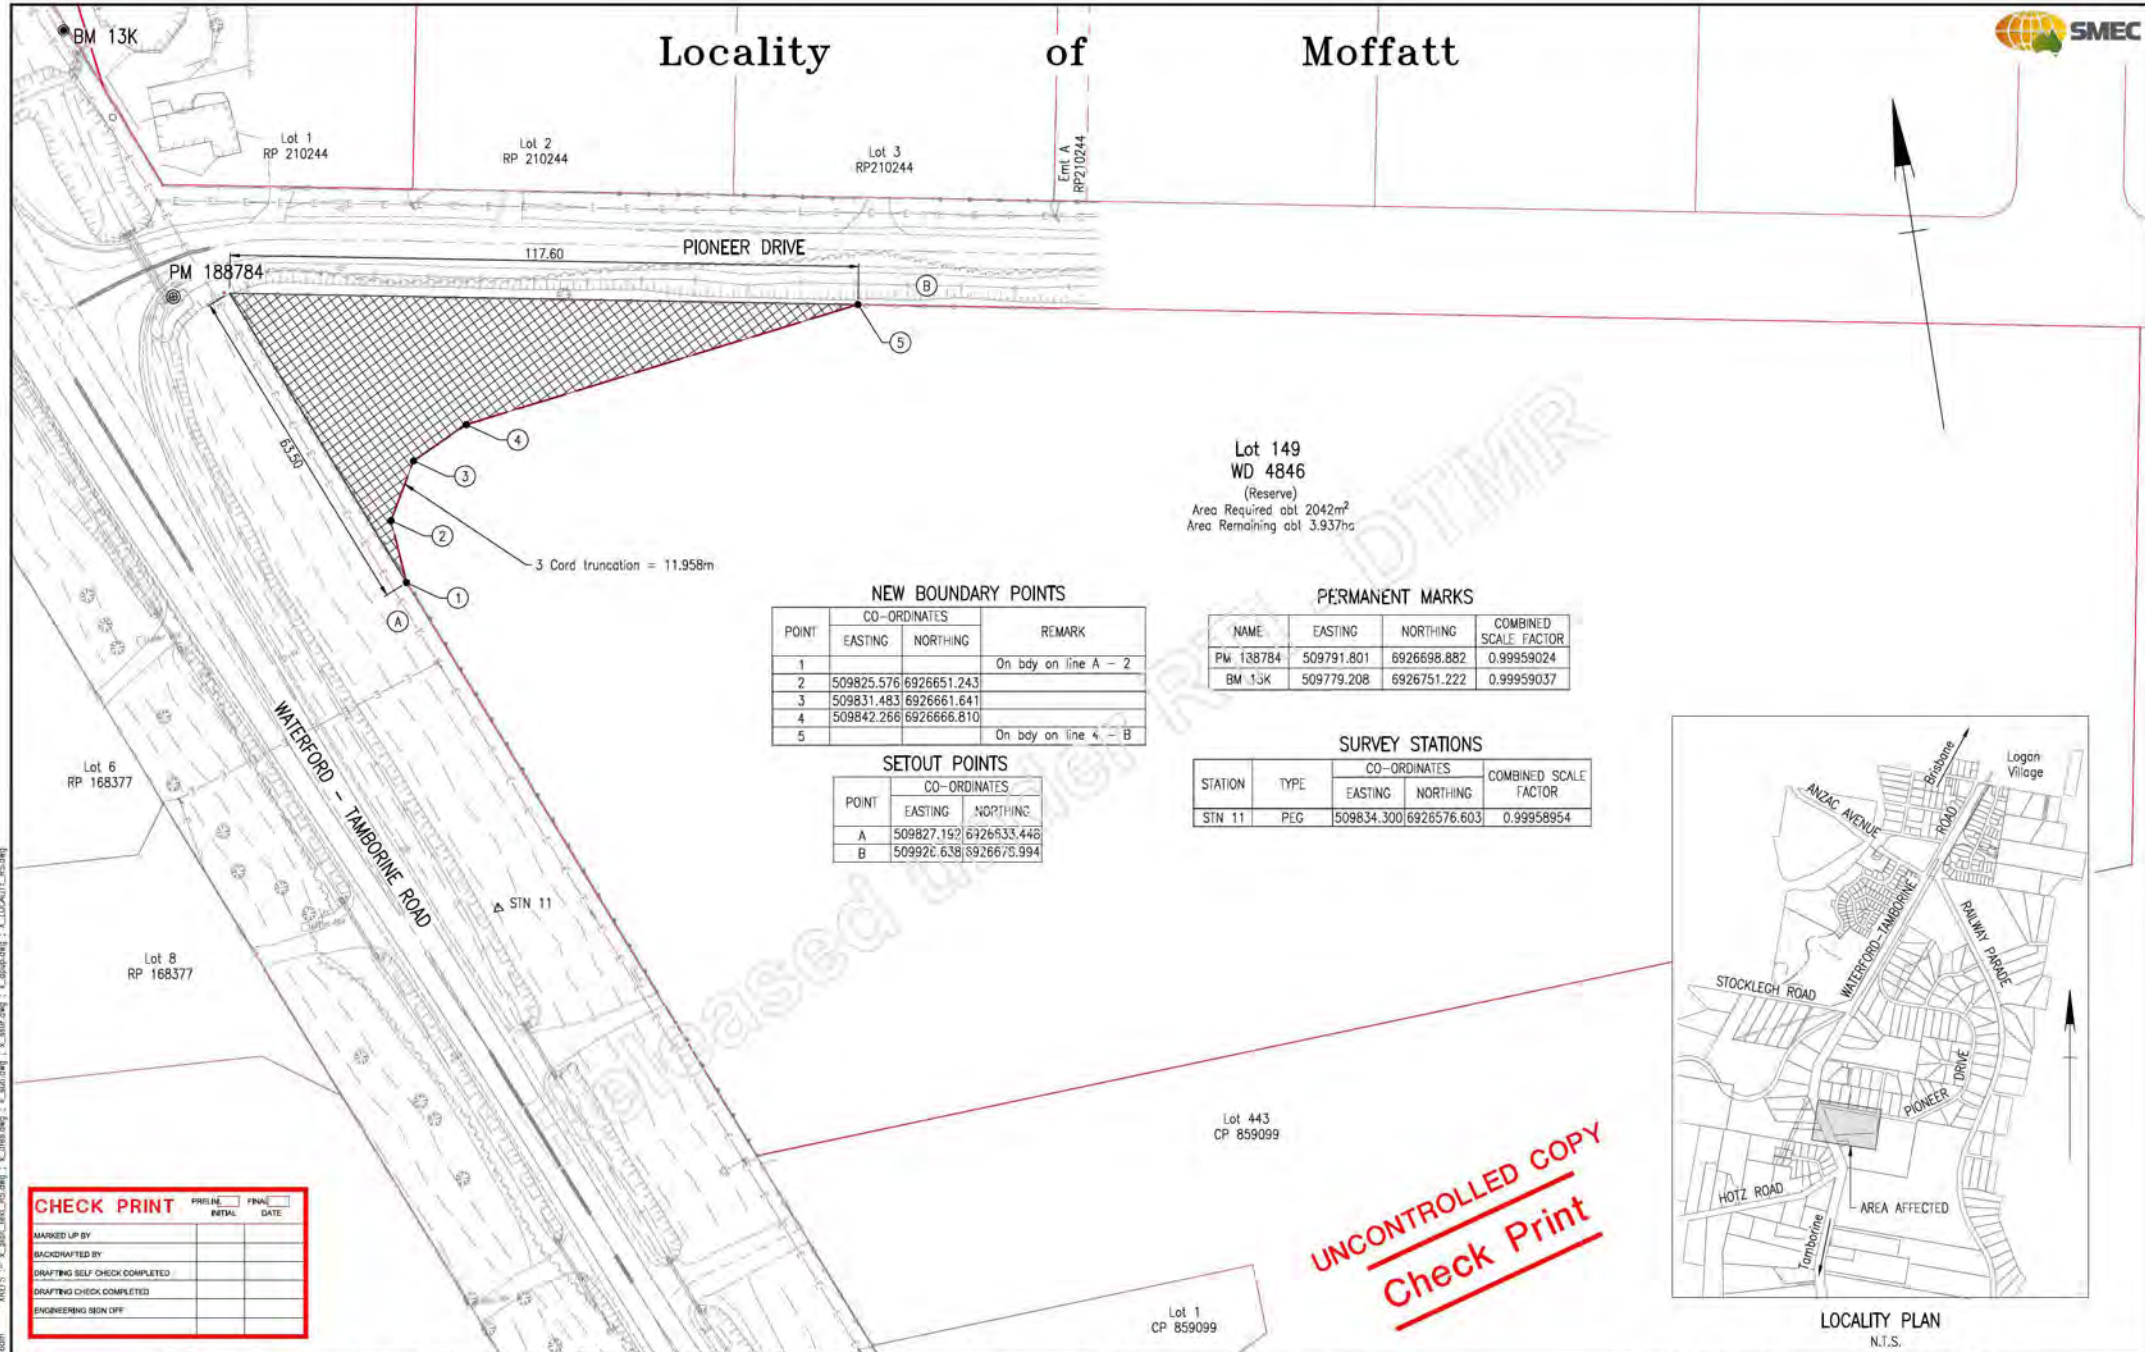 Locality of Moffatt
SMEC
BM 13K
Lot 1
RP 210244
Lot 2
RP 210244
Lot 3
RP210244
Emt A
RP210244
PIONEER DRIVE
117.60
PM 188784
B
5
63.50
4
3
2
3 Cord truncation = 11.958m
1
A
Lot 149
WD 4846
(Reserve)
Area Required abt 2042m²
Area Remaining abt 3.937ha
NEW BOUNDARY POINTS
POINT CO-ORDINATES REMARK
EASTING NORTHING
1 On bdy on line A - 2
2 509825.576 6926651.243
3 509831.483 6926661.641
4 509842.266 6926666.810
5 On bdy on line 4 - B
SETOUT POINTS
POINT CO-ORDINATES
EASTING NORTHING
A 509827.192
B
PERMANENT MARKS
NAME EASTING NORTHING COMBINED
SCALE FACTOR
PM 188784 509791.801 6926698.882 0.99959024
BM 13K 509779.208 6926751.222 0.99959037
SURVEY STATIONS
STATION TYPE CO-ORDINATES COMBINED SCALE
FACTOR
EASTING NORTHING
STN 11 PEG 509834.300 6926576.603 0.99958954
WATERFORD - TAMBORINE ROAD
STN 11
Lot 6
RP 168377
Lot 8
RP 168377
Lot 443
CP 859099
Lot 1
CP 859099
Released under RTI - DTMR
UNCONTROLLED COPY
Check Print
CHECK PRINT PRELIM. FINAL
INITIAL DATE
MARKED UP BY
BACKDRAFTED BY
DRAFTING SELF CHECK COMPLETED
DRAFTING CHECK COMPLETED
ENGINEERING SIGN OFF
Brisbane
Logan
Village
ANZAC AVENUE
ROAD
WATERFORD-TAMBORINE
RAILWAY PARADE
STOCKLEGH ROAD
PIONEER DRIVE
HOTZ ROAD
AREA AFFECTED
Tamborine
LOCALITY PLAN
N.T.S.